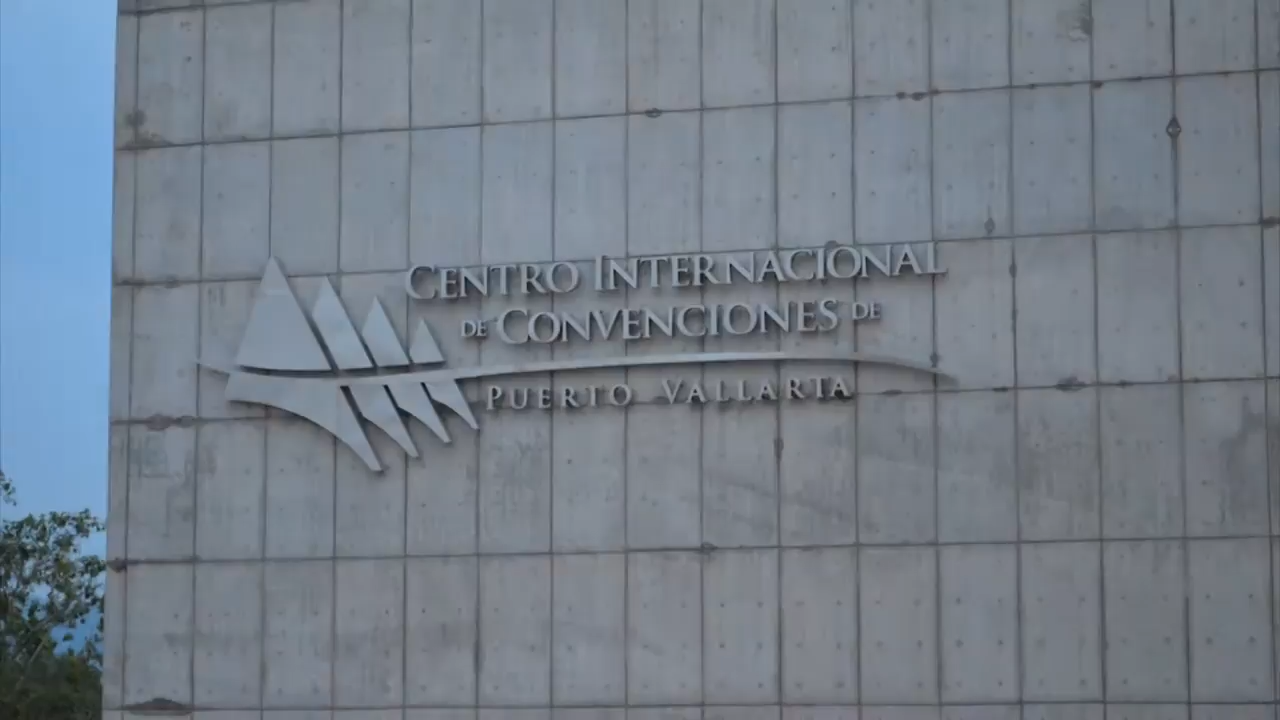 CENTRO INTERNACIONAL
DE CONVENCIONES DE
PUERTO VALLARTA